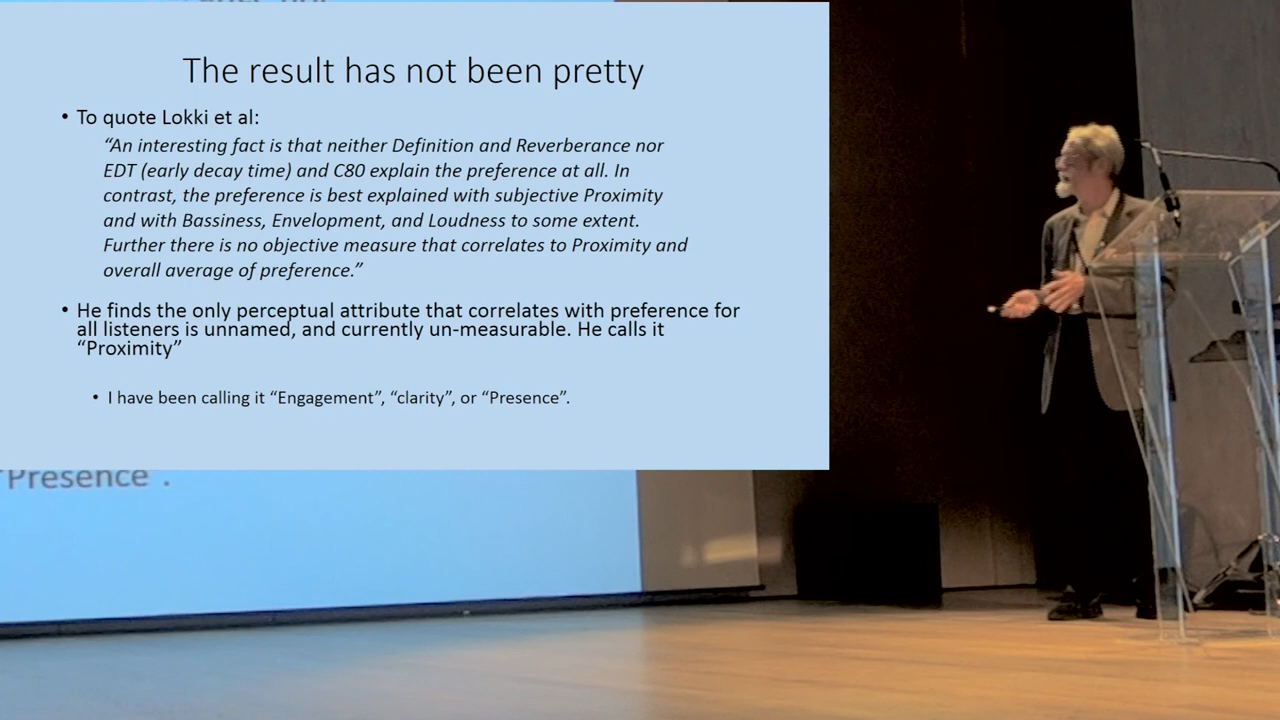 The result has not been pretty
• To quote Lokki et al:
“An interesting fact is that neither Definition and Reverberance nor
EDT (early decay time) and C80 explain the preference at all. In
contrast, the preference is best explained with subjective Proximity
and with Bassiness, Envelopment, and Loudness to some extent.
Further there is no objective measure that correlates to Proximity and
overall average of preference.”
• He finds the only perceptual attribute that correlates with preference for
all listeners is unnamed, and currently un-measurable. He calls it
“Proximity”
• I have been calling it “Engagement”, “clarity”, or “Presence”.
“Presence”.